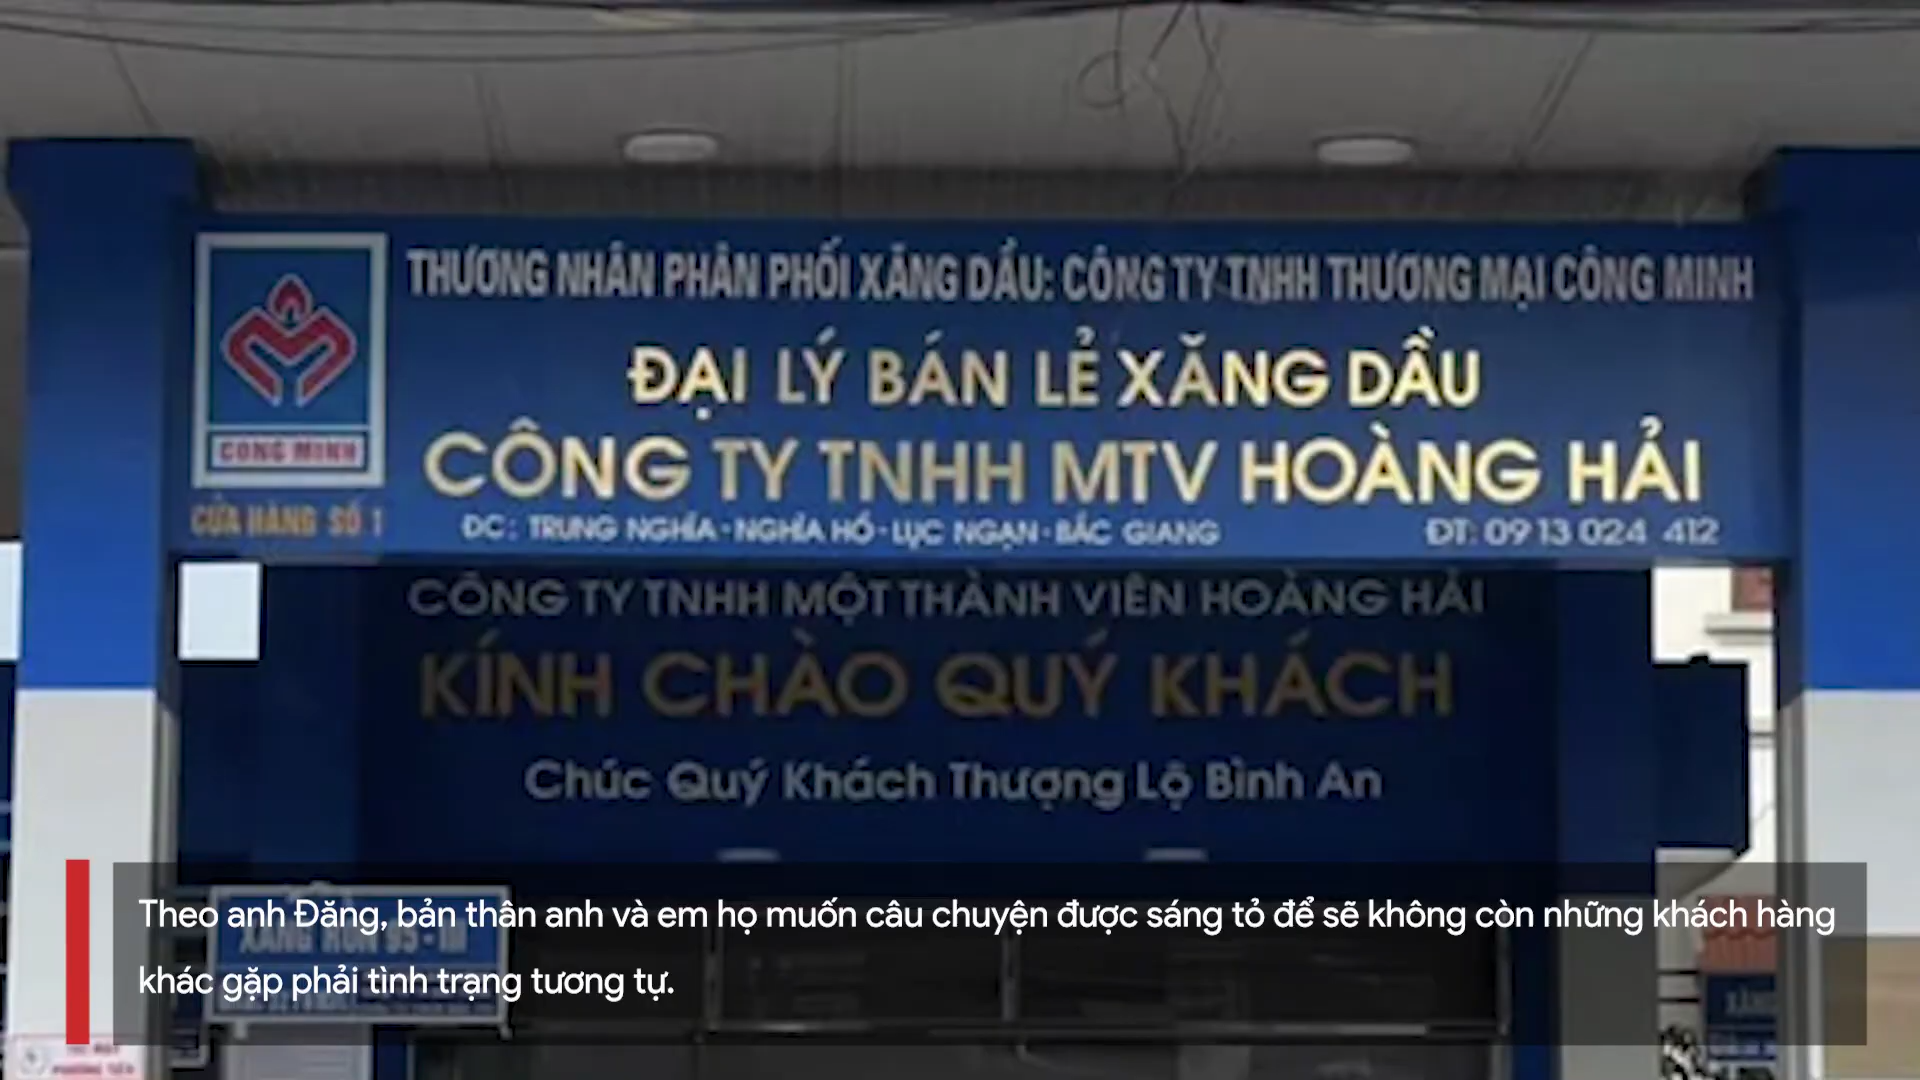 THƯƠNG NHÂN PHÂN PHỐI XĂNG DẦU: CÔNG TY TNHH THƯƠNG MẠI CÔNG MINH
ĐẠI LÝ BÁN LẺ XĂNG DẦU
CÔNG TY TNHH MTV HOÀNG HẢI
CÔNG MINH
CỬA HÀNG SỐ 1
ĐC: TRUNG NGHĨA - NGHĨA HỒ - LỤC NGẠN - BẮC GIANG
ĐT: 0913 024 412
CÔNG TY TNHH MỘT THÀNH VIÊN HOÀNG HẢI
KÍNH CHÀO QUÝ KHÁCH
Chúc Quý Khách Thượng Lộ Bình An
Theo anh Đăng, bản thân anh và em họ muốn câu chuyện được sáng tỏ để sẽ không còn những khách hàng
khác gặp phải tình trạng tương tự.
XĂNG RON 95-III